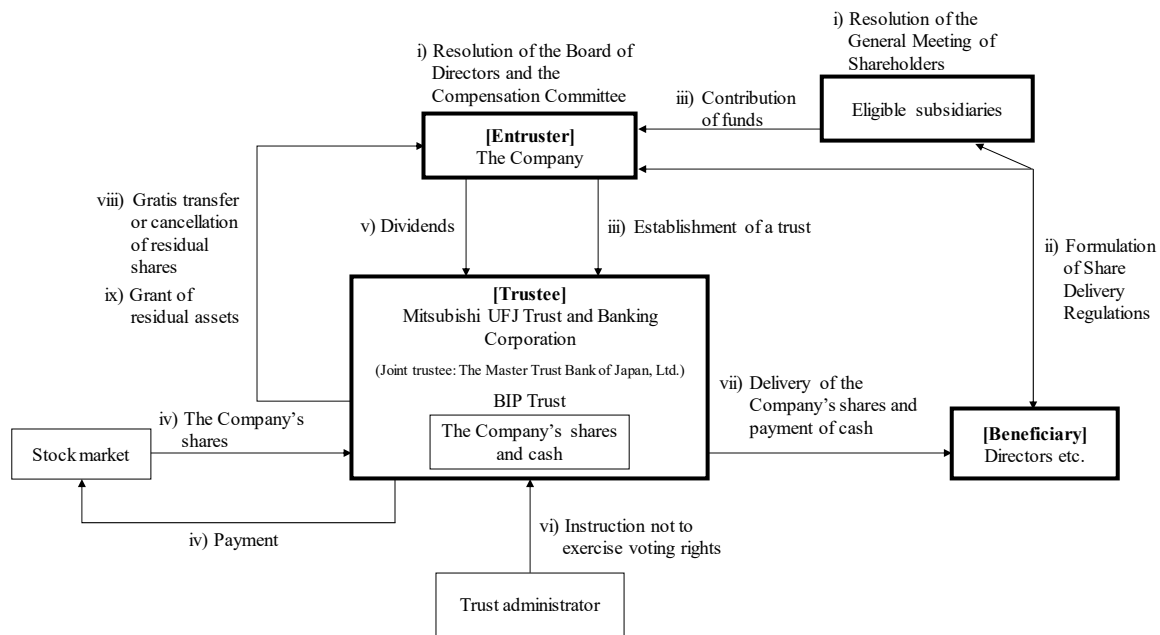 i) Resolution of the
General Meeting of
Shareholders
i) Resolution of the Board of
Directors and the
Compensation Committee
Eligible subsidiaries
iii) Contribution
of funds
[Entruster]
The Company
viii) Gratis transfer
or cancellation
of residual
shares
ix) Grant of
residual assets
v) Dividends
iii) Establishment of a trust
ii) Formulation
of Share
Delivery
Regulations
[Trustee]
Mitsubishi UFJ Trust and Banking
Corporation
(Joint trustee: The Master Trust Bank of Japan, Ltd.)
BIP Trust
The Company’s shares
and cash
vii) Delivery of the
Company’s shares and
payment of cash
iv) The Company’s
shares
Stock market
[Beneficiary]
Directors etc.
iv) Payment
vi) Instruction not to
exercise voting rights
Trust administrator